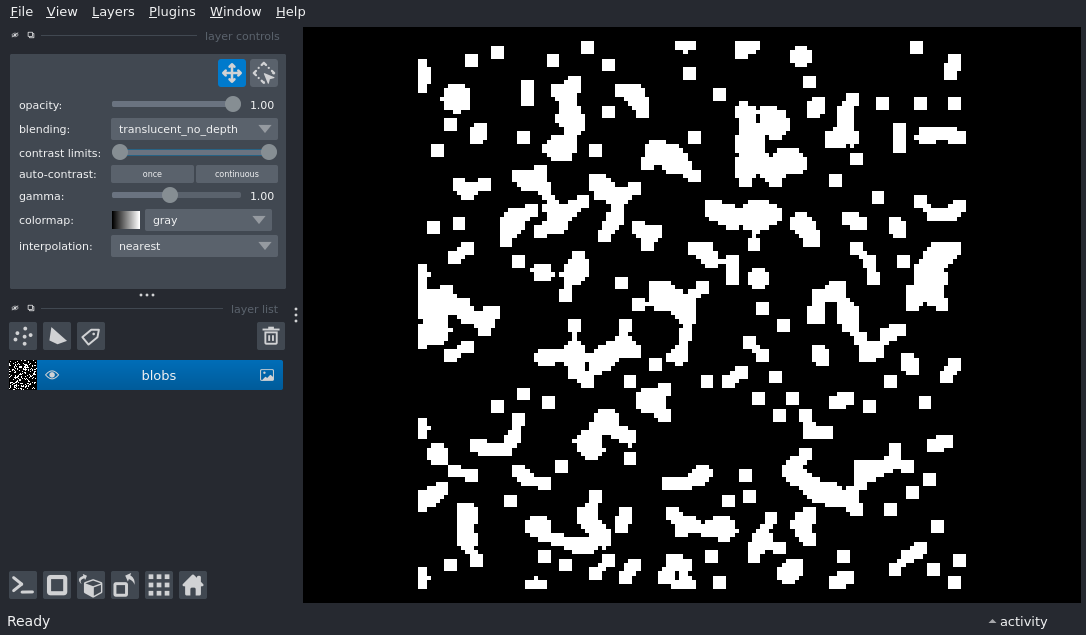 File View Layers Plugins Window Help
layer controls
opacity: 1.00
blending: translucent_no_depth
contrast limits:
auto-contrast: once continuous
gamma: 1.00
colormap: gray
interpolation: nearest
layer list
blobs
Ready
activity